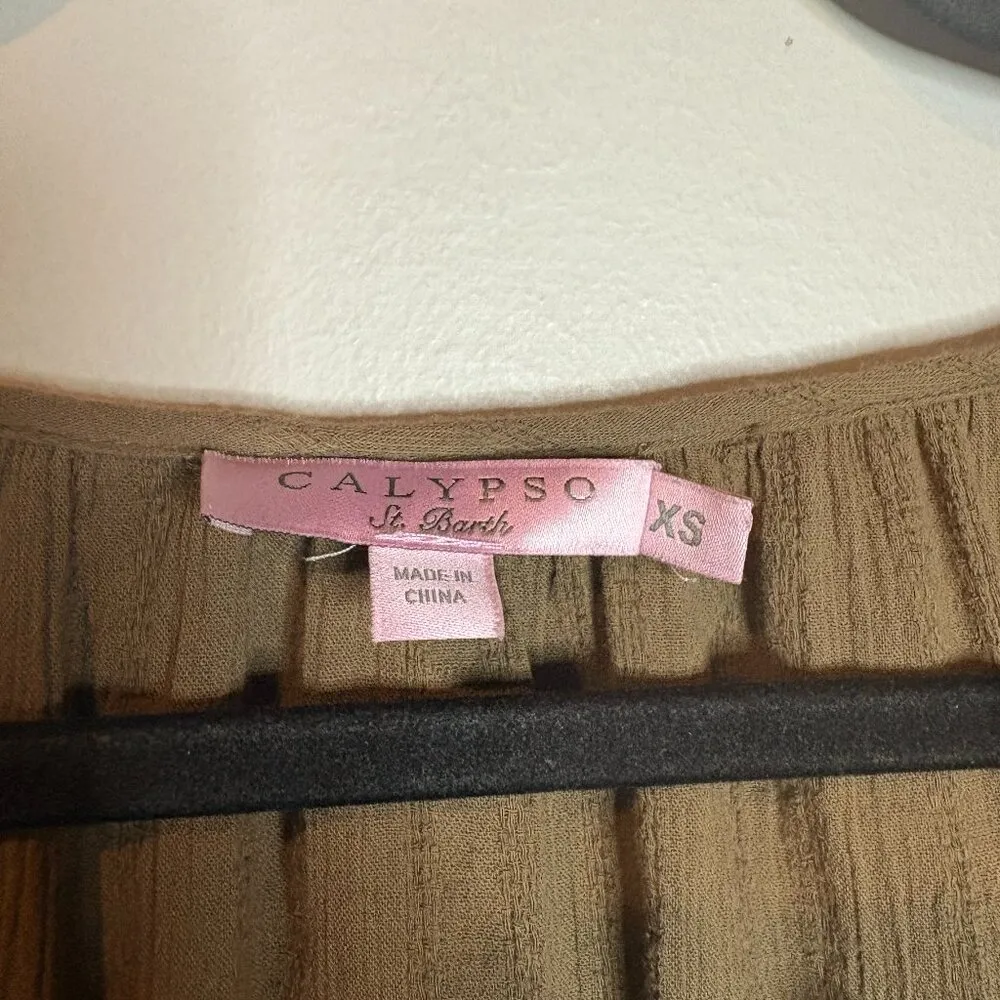 CALYPSO
St. Barth
XS
MADE IN
CHINA